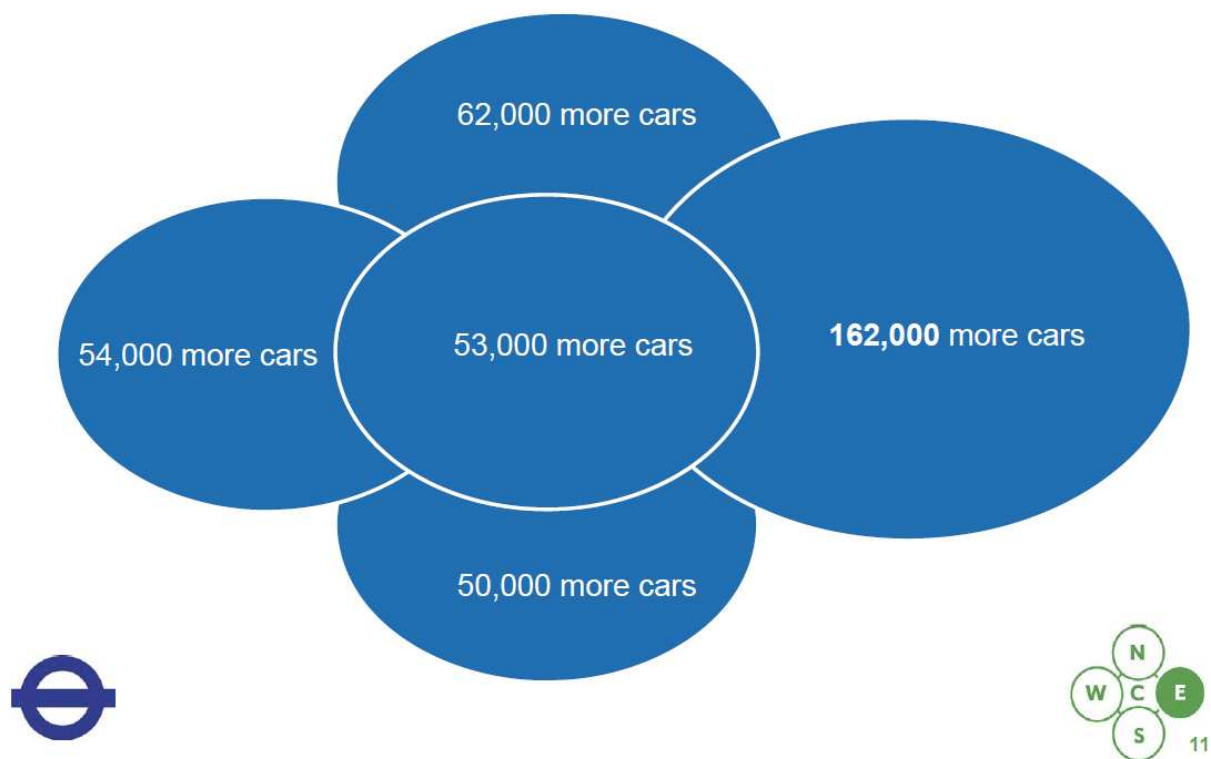 62,000 more cars
54,000 more cars
53,000 more cars
162,000 more cars
50,000 more cars
N
W C E
S
11